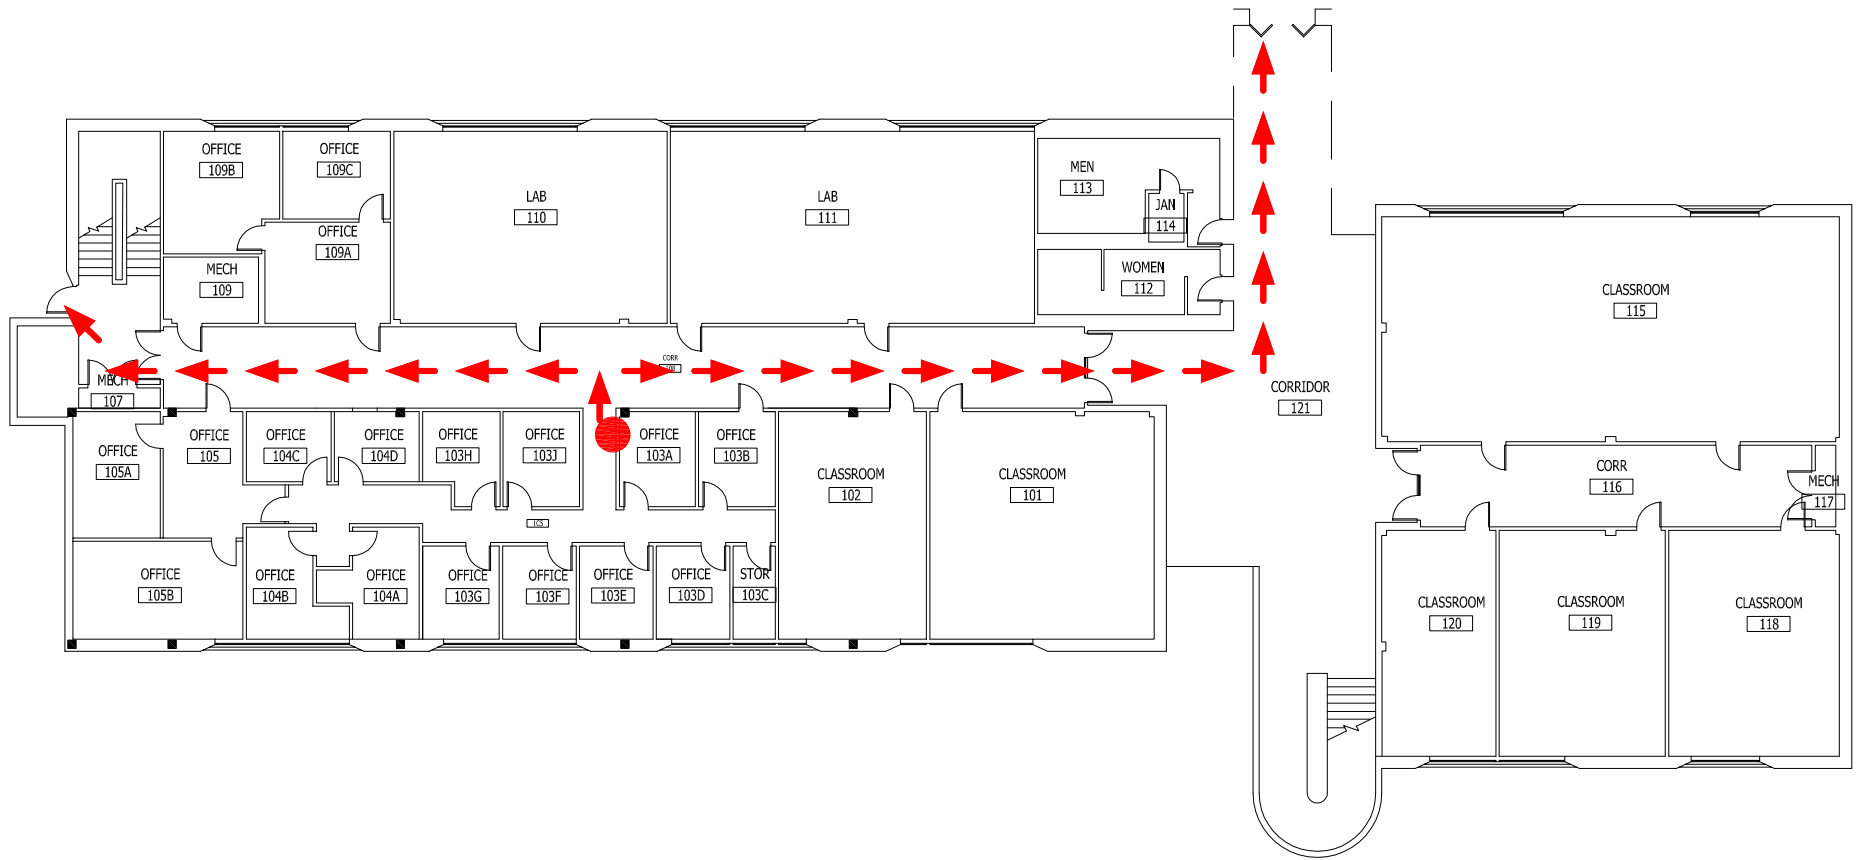 OFFICE
109B
OFFICE
109C
OFFICE
109A
MECH
109
LAB
110
LAB
111
MEN
113
JAN
114
WOMEN
112
CLASSROOM
115
CORR
MECH
107
CORRIDOR
121
OFFICE
105A
OFFICE
105
OFFICE
104C
OFFICE
104D
OFFICE
103H
OFFICE
103J
OFFICE
103A
OFFICE
103B
CLASSROOM
102
CLASSROOM
101
CORR
116
MECH
117
OFFICE
105B
OFFICE
104B
OFFICE
104A
OFFICE
103G
OFFICE
103F
OFFICE
103E
OFFICE
103D
STOR
103C
CLASSROOM
120
CLASSROOM
119
CLASSROOM
118